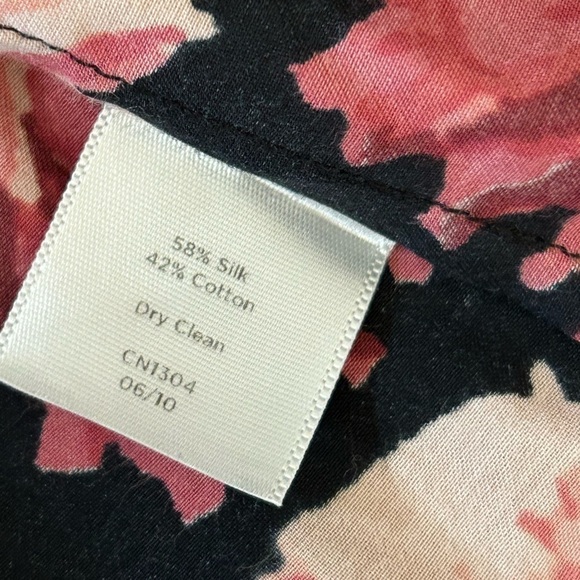 58% Silk
42% Cotton
Dry Clean
CN1304
06/10